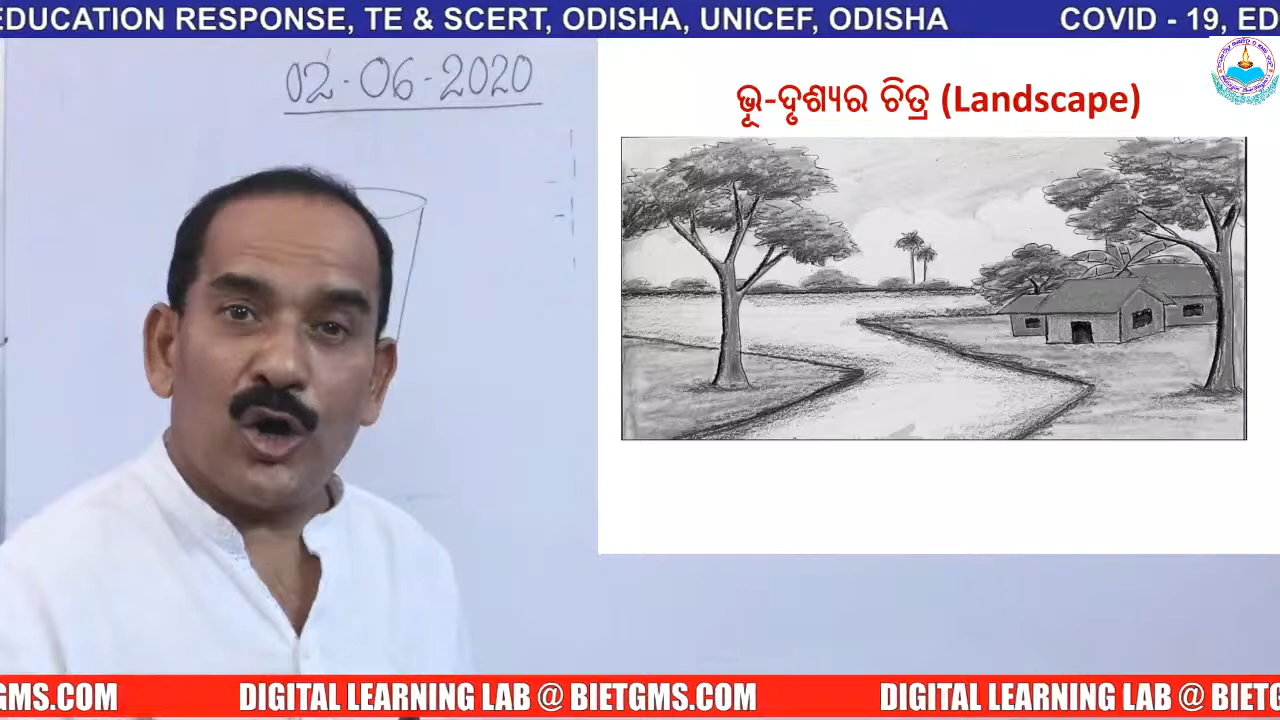 EDUCATION RESPONSE, TE & SCERT, ODISHA, UNICEF, ODISHA COVID - 19, ED
02-06-2020
ଭୂ-ଦୃଶ୍ୟର ଚିତ୍ର (Landscape)
GMS.COM DIGITAL LEARNING LAB @ BIETGMS.COM DIGITAL LEARNING LAB @ BIETG